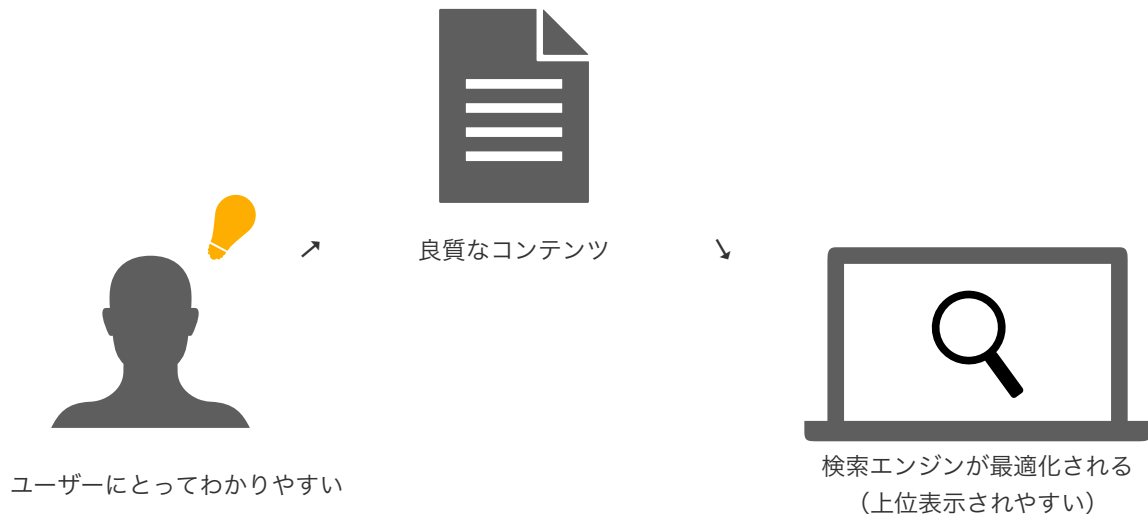 ↗
良質なコンテンツ
↘
ユーザーにとってわかりやすい
検索エンジンが最適化される
（上位表示されやすい）